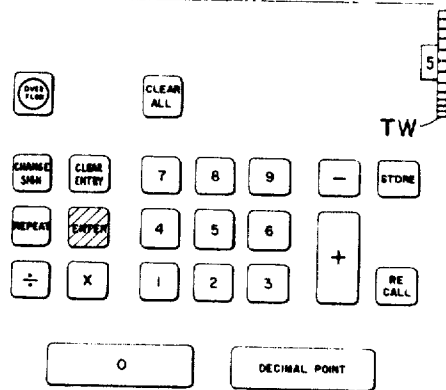 5
OVER
FLOW
CLEAR
ALL
TW
CHANGE
SIGN
CLEAR
ENTRY
7
8
9
−
STORE
REPEAT
ENTER
4
5
6
+
÷
X
1
2
3
RE
CALL
0
DECIMAL POINT